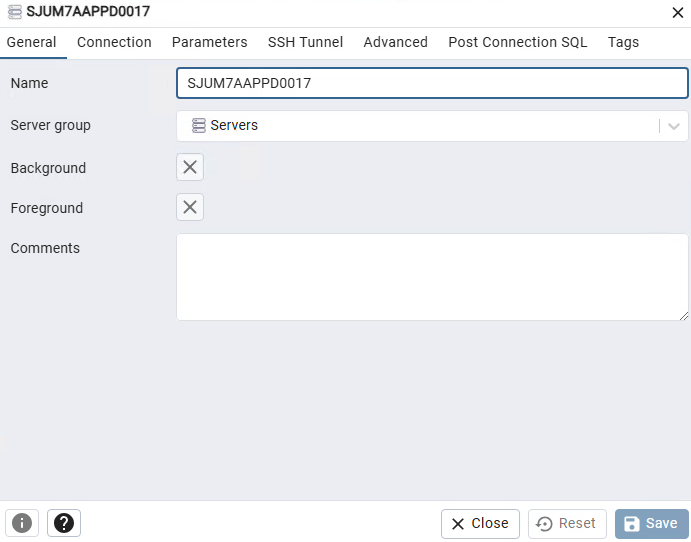 SJUM7AAPPD0017
General Connection Parameters SSH Tunnel Advanced Post Connection SQL Tags
Name SJUM7AAPPD0017
Server group Servers
Background
Foreground
Comments
Close Reset Save